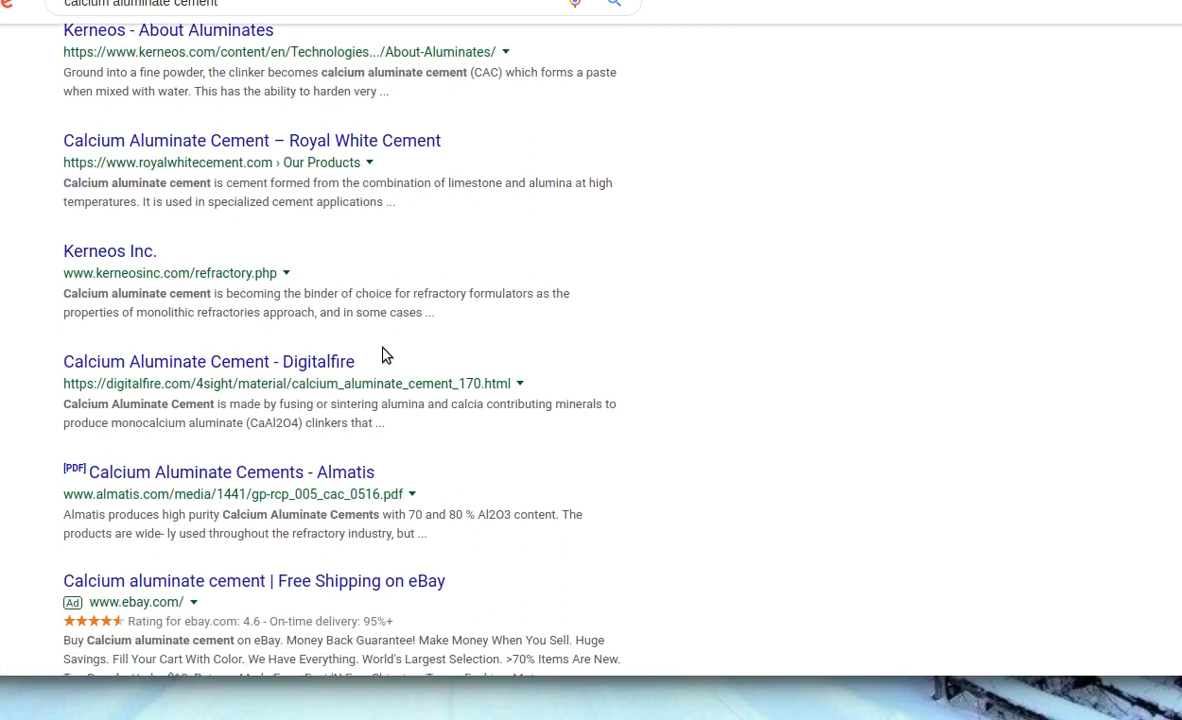 calcium aluminate cement
Kerneos - About Aluminates
https://www.kerneos.com/content/en/Technologies.../About-Aluminates/
Ground into a fine powder, the clinker becomes calcium aluminate cement (CAC) which forms a paste
when mixed with water. This has the ability to harden very ...
Calcium Aluminate Cement – Royal White Cement
https://www.royalwhitecement.com › Our Products
Calcium aluminate cement is cement formed from the combination of limestone and alumina at high
temperatures. It is used in specialized cement applications ...
Kerneos Inc.
www.kerneosinc.com/refractory.php
Calcium aluminate cement is becoming the binder of choice for refractory formulators as the
properties of monolithic refractories approach, and in some cases ...
Calcium Aluminate Cement - Digitalfire
https://digitalfire.com/4sight/material/calcium_aluminate_cement_170.html
Calcium Aluminate Cement is made by fusing or sintering alumina and calcia contributing minerals to
produce monocalcium aluminate (CaAl2O4) clinkers that ...
[PDF] Calcium Aluminate Cements - Almatis
www.almatis.com/media/1441/gp-rcp_005_cac_0516.pdf
Almatis produces high purity Calcium Aluminate Cements with 70 and 80 % Al2O3 content. The
products are wide- ly used throughout the refractory industry, but ...
Calcium aluminate cement | Free Shipping on eBay
Ad www.ebay.com/
Rating for ebay.com: 4.6 - On-time delivery: 95%+
Buy Calcium aluminate cement on eBay. Money Back Guarantee! Make Money When You Sell. Huge
Savings. Fill Your Cart With Color. We Have Everything. World's Largest Selection. >70% Items Are New.